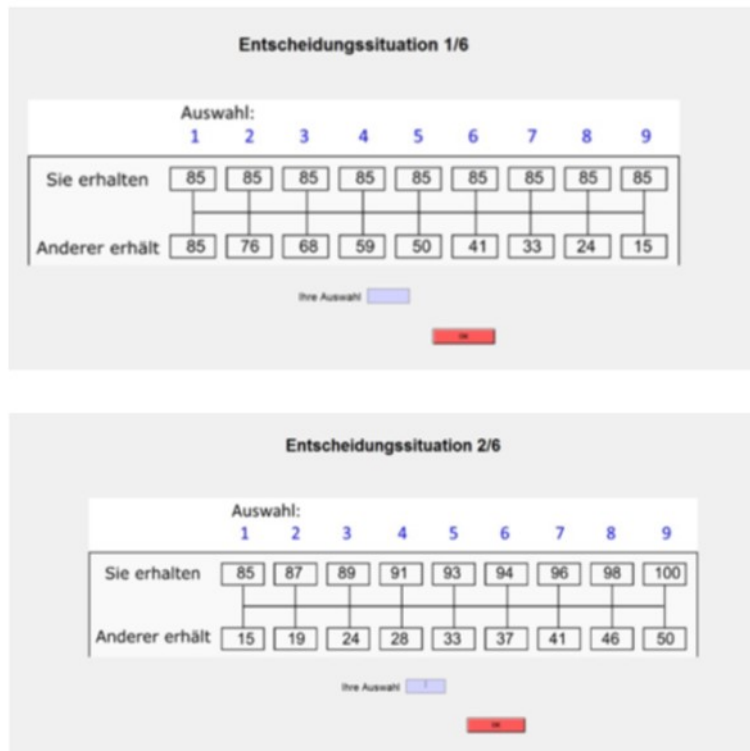 Entscheidungssituation 1/6
Auswahl:
1 2 3 4 5 6 7 8 9
Sie erhalten 85 85 85 85 85 85 85 85 85
Anderer erhält 85 76 68 59 50 41 33 24 15
Ihre Auswahl
Entscheidungssituation 2/6
Auswahl:
1 2 3 4 5 6 7 8 9
Sie erhalten 85 87 89 91 93 94 96 98 100
Anderer erhält 15 19 24 28 33 37 41 46 50
Ihre Auswahl